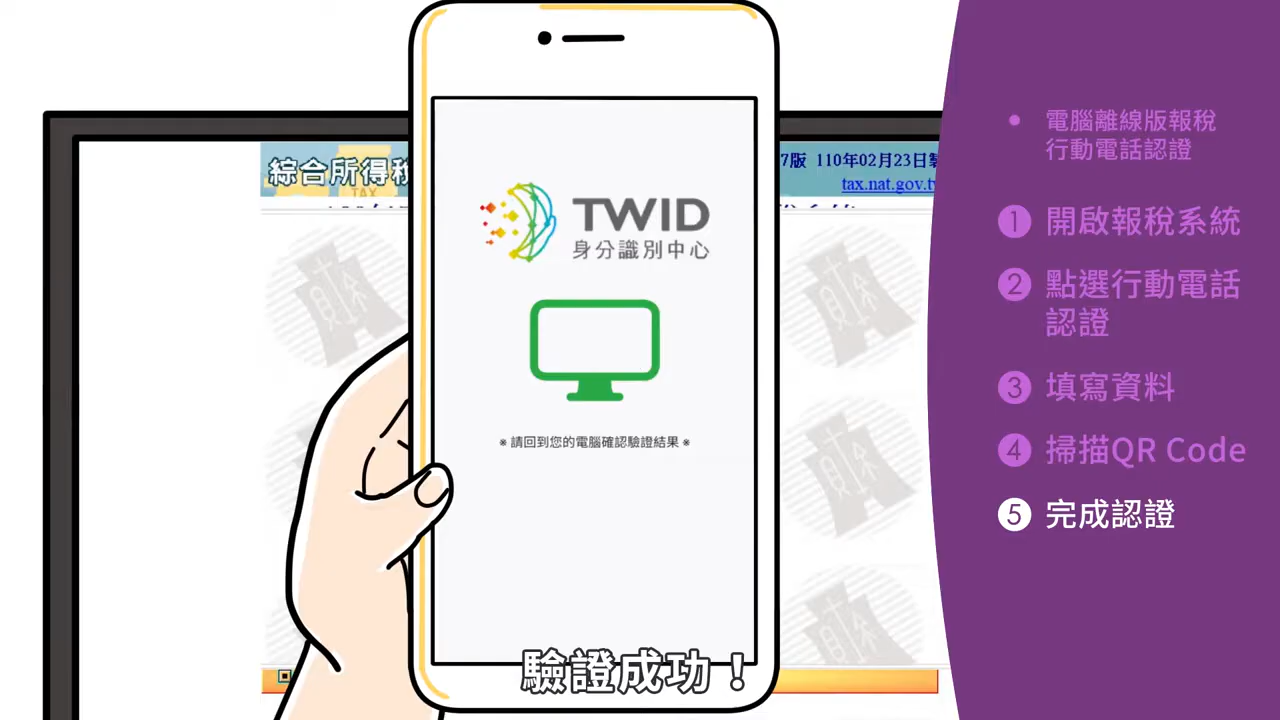 綜合所得稅
TAX
7版 110年02月23日製
tax.nat.gov.tw
TWID
身分識別中心
※ 請回到您的電腦確認驗證結果 ※
驗證成功！
• 電腦離線版報稅
行動電話認證
1 開啟報稅系統
2 點選行動電話
認證
3 填寫資料
4 掃描QR Code
5 完成認證